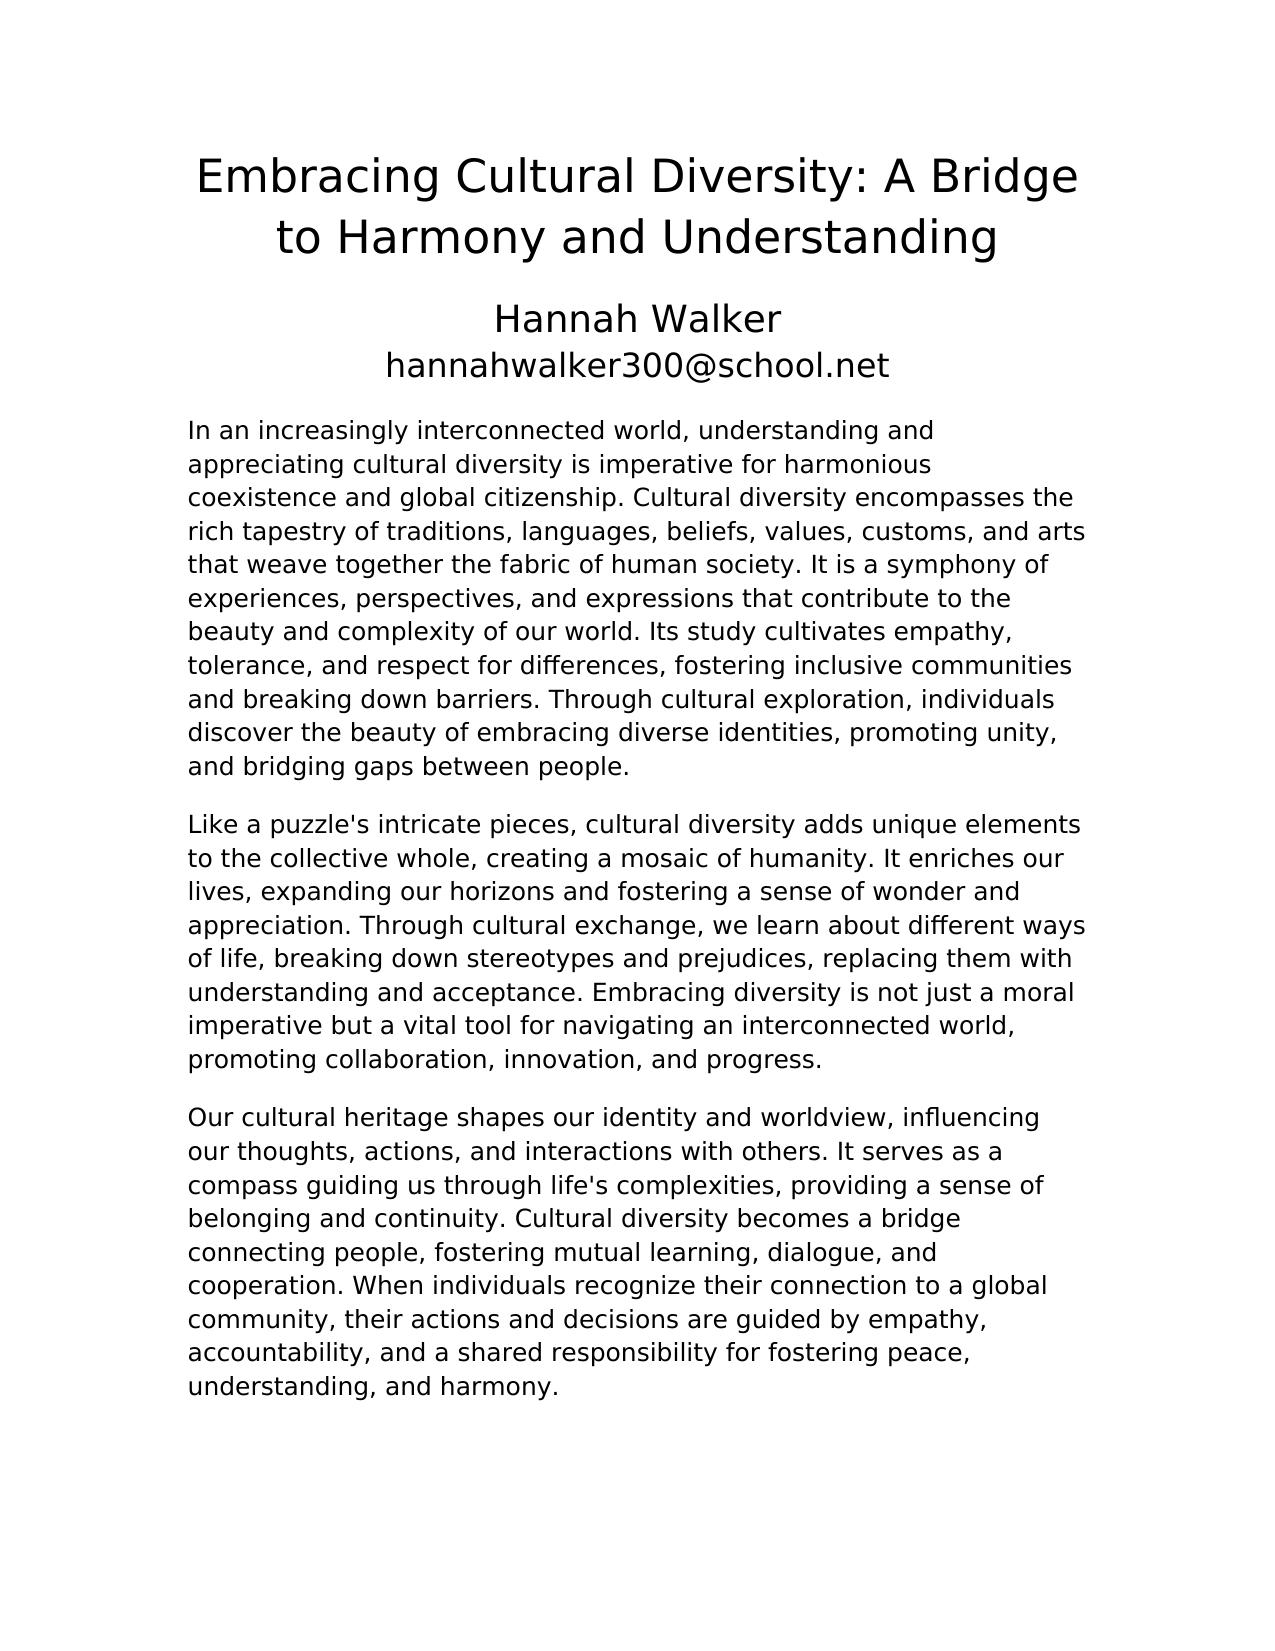 Embracing Cultural Diversity: A Bridge
to Harmony and Understanding
Hannah Walker
hannahwalker300@school.net
In an increasingly interconnected world, understanding and
appreciating cultural diversity is imperative for harmonious
coexistence and global citizenship. Cultural diversity encompasses the
rich tapestry of traditions, languages, beliefs, values, customs, and arts
that weave together the fabric of human society. It is a symphony of
experiences, perspectives, and expressions that contribute to the
beauty and complexity of our world. Its study cultivates empathy,
tolerance, and respect for differences, fostering inclusive communities
and breaking down barriers. Through cultural exploration, individuals
discover the beauty of embracing diverse identities, promoting unity,
and bridging gaps between people.
Like a puzzle's intricate pieces, cultural diversity adds unique elements
to the collective whole, creating a mosaic of humanity. It enriches our
lives, expanding our horizons and fostering a sense of wonder and
appreciation. Through cultural exchange, we learn about different ways
of life, breaking down stereotypes and prejudices, replacing them with
understanding and acceptance. Embracing diversity is not just a moral
imperative but a vital tool for navigating an interconnected world,
promoting collaboration, innovation, and progress.
Our cultural heritage shapes our identity and worldview, influencing
our thoughts, actions, and interactions with others. It serves as a
compass guiding us through life's complexities, providing a sense of
belonging and continuity. Cultural diversity becomes a bridge
connecting people, fostering mutual learning, dialogue, and
cooperation. When individuals recognize their connection to a global
community, their actions and decisions are guided by empathy,
accountability, and a shared responsibility for fostering peace,
understanding, and harmony.